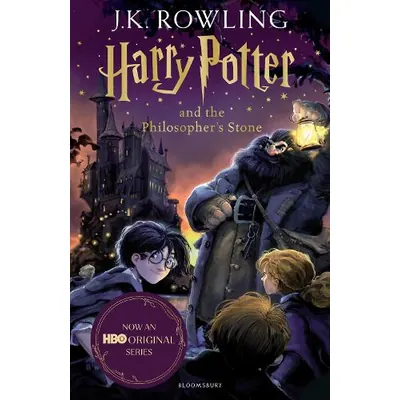 J.K. ROWLING
Harry Potter
and the
Philosopher's Stone
NOW AN
HBO ORIGINAL
SERIES
BLOOMSBURY